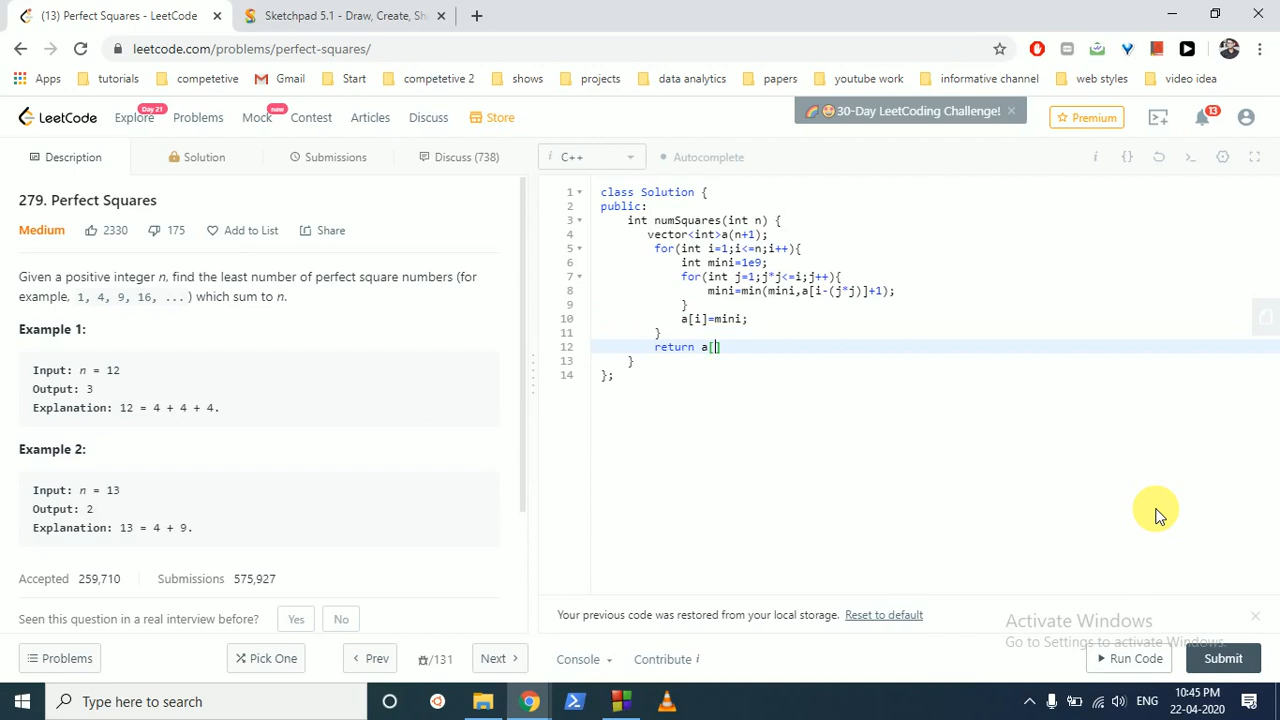 (13) Perfect Squares - LeetCode
Sketchpad 5.1 - Draw, Create, Sh
leetcode.com/problems/perfect-squares/
Apps tutorials competetive Gmail Start competetive 2 shows projects data analytics papers youtube work informative channel web styles video idea
LeetCode Explore Day 21 Problems Mock new Contest Articles Discuss Store
30-Day LeetCoding Challenge!
Premium
13
Description Solution Submissions Discuss (738)
i C++ Autocomplete
279. Perfect Squares
Medium 2330 175 Add to List Share
Given a positive integer n, find the least number of perfect square numbers (for
example, 1, 4, 9, 16, ... ) which sum to n.
Example 1:
Input: n = 12
Output: 3
Explanation: 12 = 4 + 4 + 4.
Example 2:
Input: n = 13
Output: 2
Explanation: 13 = 4 + 9.
Accepted 259,710 Submissions 575,927
Seen this question in a real interview before? Yes No
Problems Pick One Prev /131 Next
1 class Solution {
2 public:
3 int numSquares(int n) {
4 vector<int>a(n+1);
5 for(int i=1;i<=n;i++){
6 int mini=1e9;
7 for(int j=1;j*j<=i;j++){
8 mini=min(mini,a[i-(j*j)]+1);
9 }
10 a[i]=mini;
11 }
12 return a[]
13 }
14 };
Your previous code was restored from your local storage. Reset to default
Activate Windows
Go to Settings to activate Windows.
Console Contribute i Run Code Submit
Type here to search
ENG
10:45 PM
22-04-2020